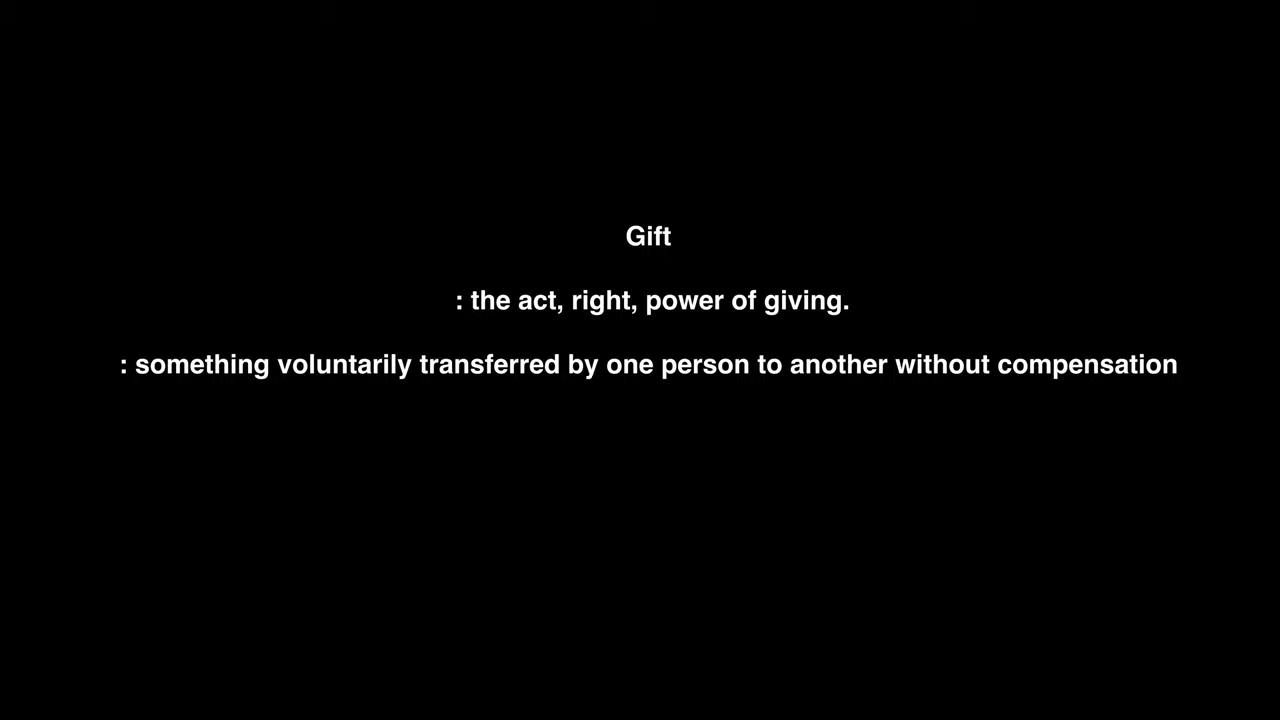 Gift
: the act, right, power of giving.
: something voluntarily transferred by one person to another without compensation